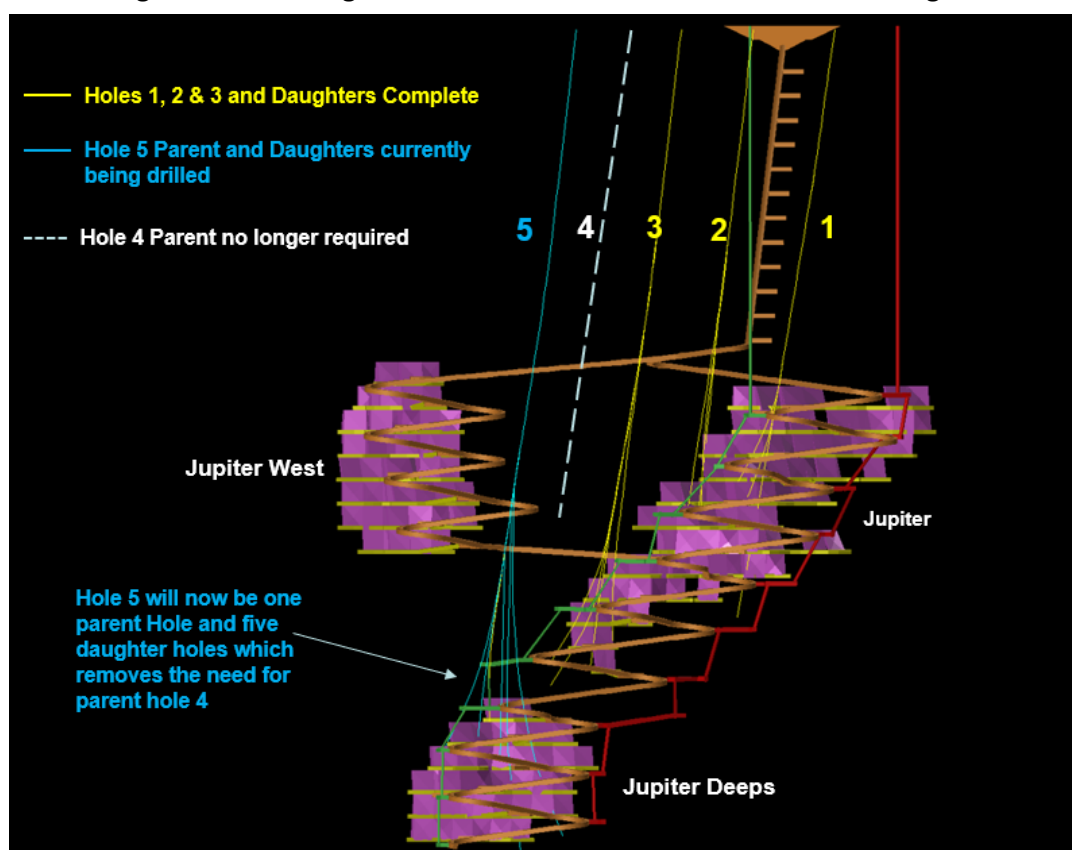 Holes 1, 2 & 3 and Daughters Complete
Hole 5 Parent and Daughters currently
being drilled
Hole 4 Parent no longer required
5
4
3
2
1
Jupiter West
Jupiter
Hole 5 will now be one
parent Hole and five
daughter holes which
removes the need for
parent hole 4
Jupiter Deeps